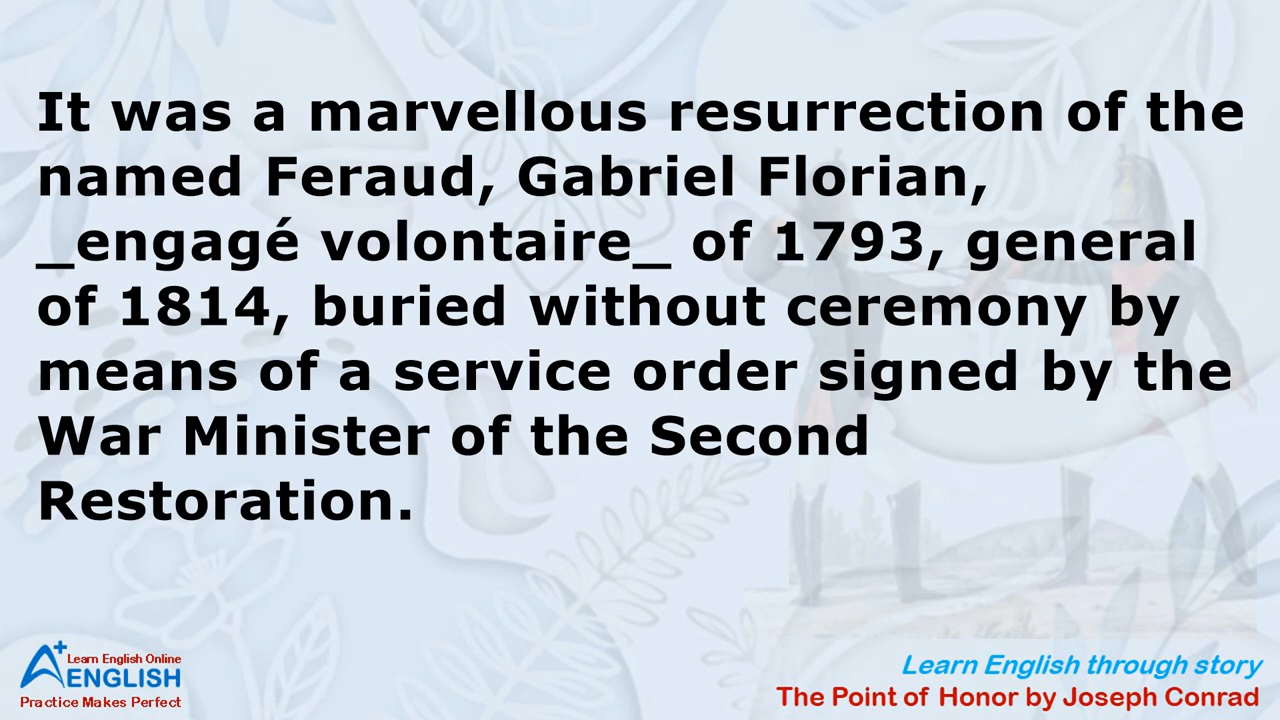 It was a marvellous resurrection of the
named Feraud, Gabriel Florian,
_engagé volontaire_ of 1793, general
of 1814, buried without ceremony by
means of a service order signed by the
War Minister of the Second
Restoration.
A+ Learn English Online
ENGLISH
Practice Makes Perfect
Learn English through story
The Point of Honor by Joseph Conrad